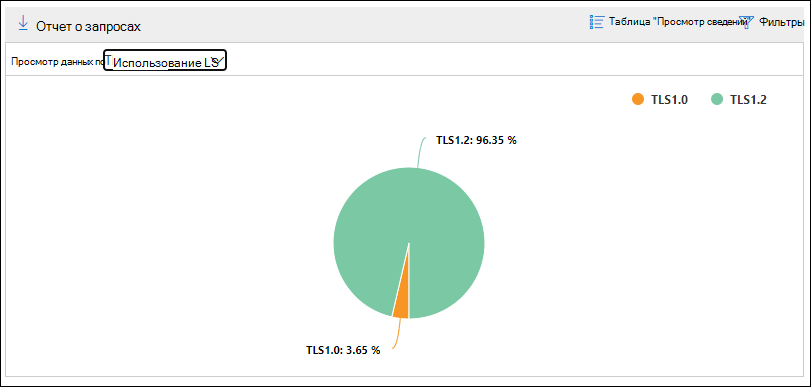 Отчет о запросах
Таблица "Просмотр сведений
Фильтры
Просмотр данных по
Использование LS
TLS1.0
TLS1.2
TLS1.2: 96.35 %
TLS1.0: 3.65 %